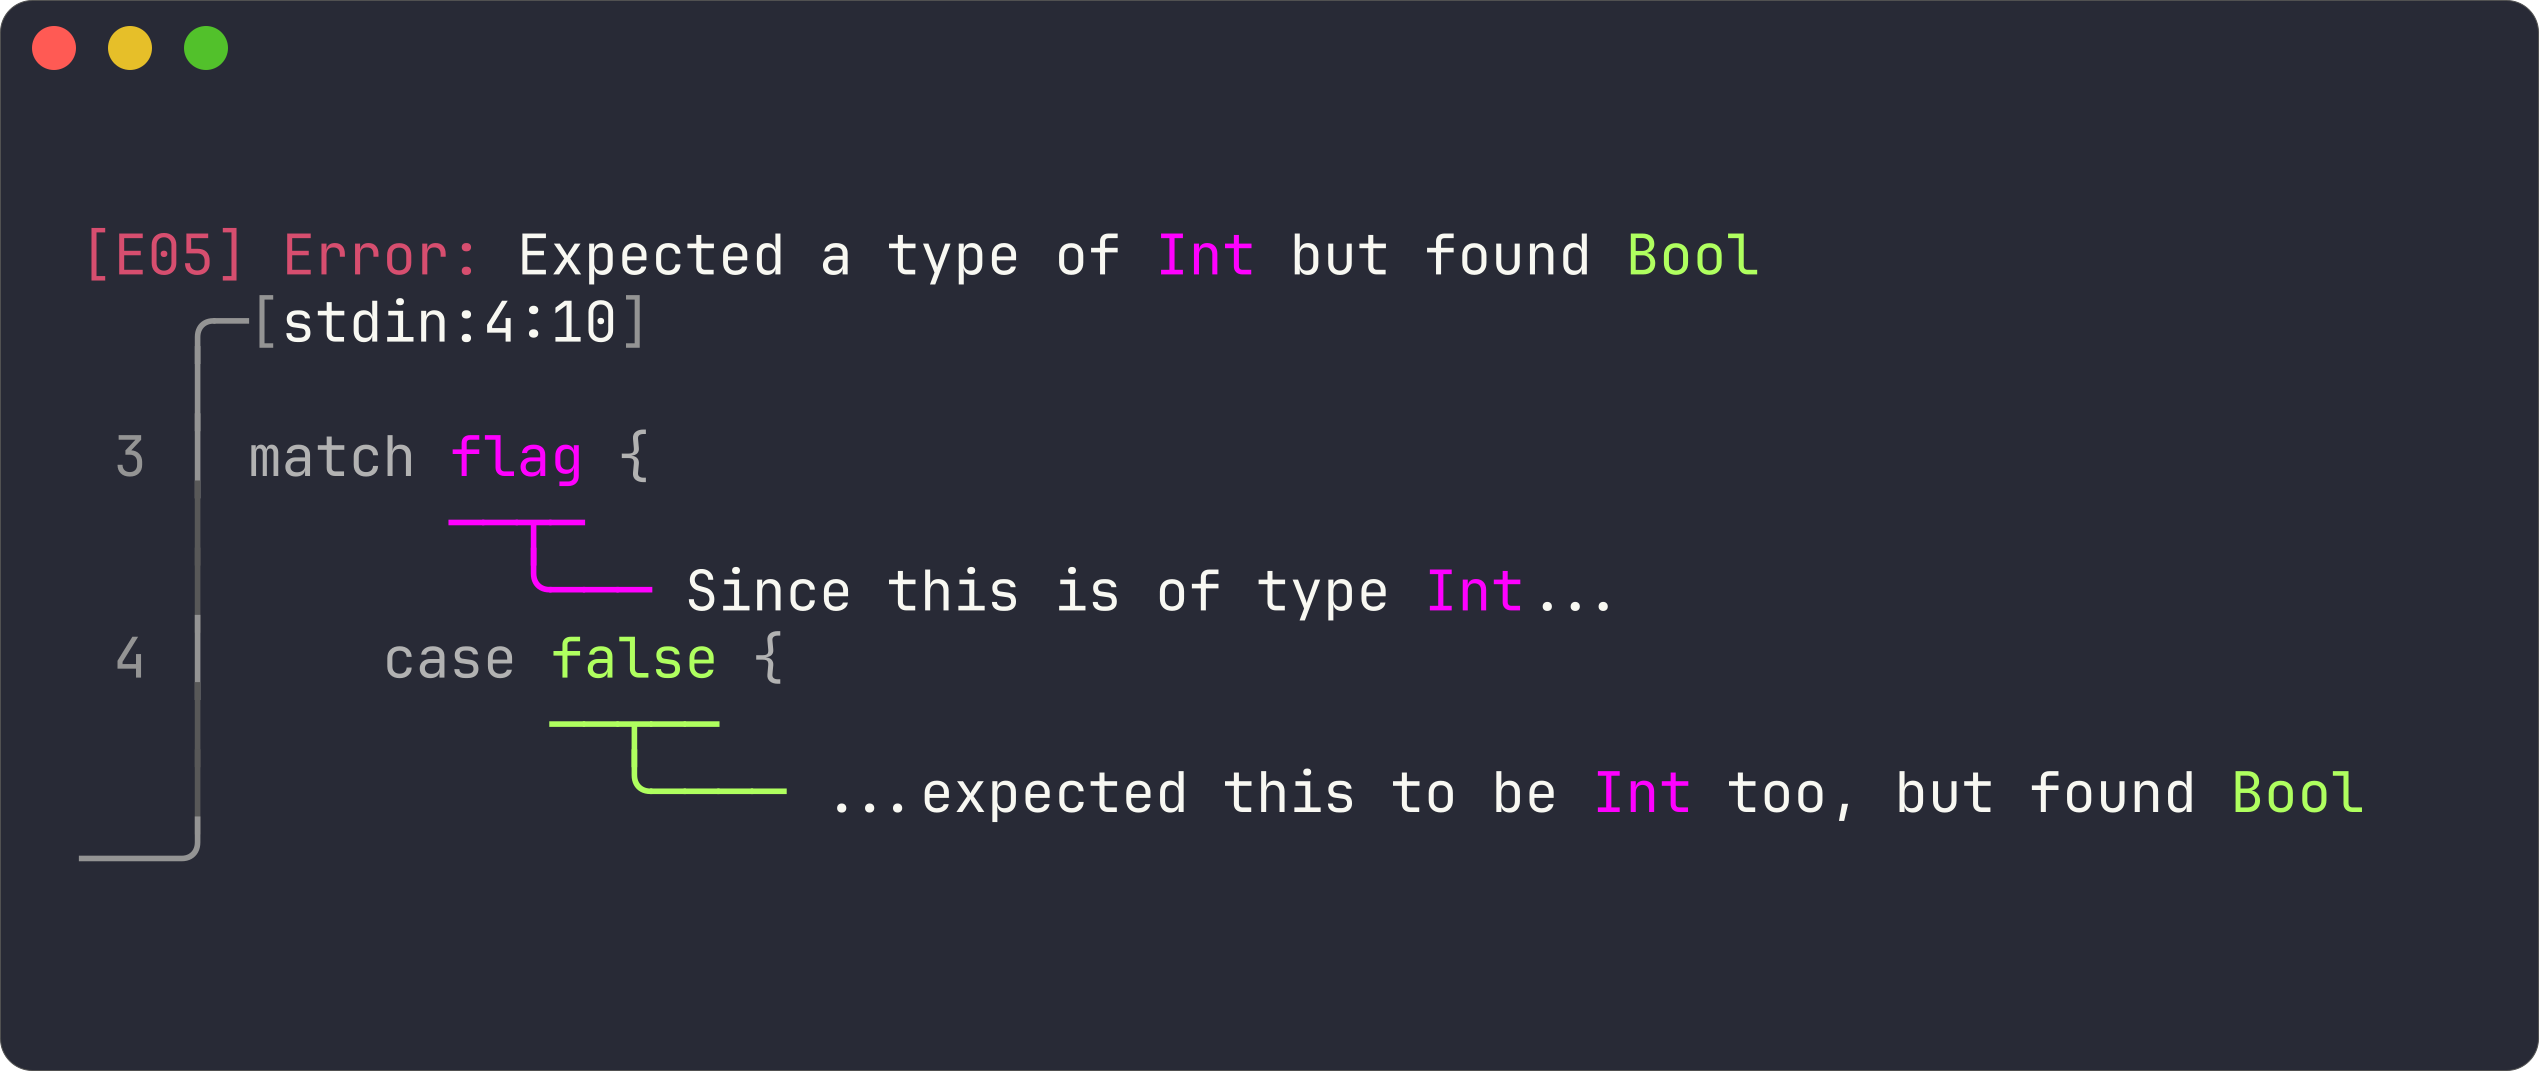 [E05] Error: Expected a type of Int but found Bool
[stdin:4:10]
3 match flag {
Since this is of type Int...
4 case false {
...expected this to be Int too, but found Bool